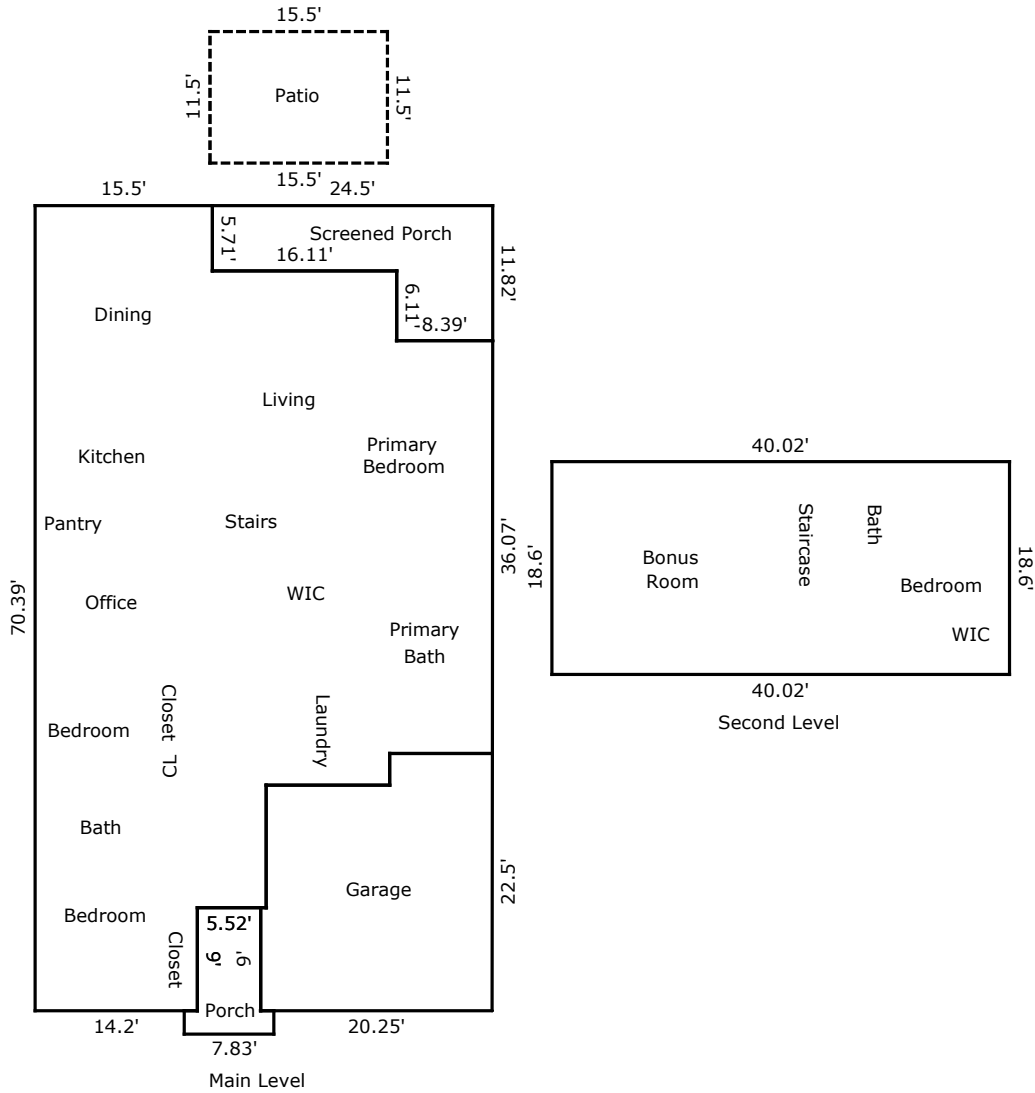 15.5'
11.5'
Patio
11.5'
15.5'
15.5'
24.5'
5.71'
Screened Porch
16.11'
11.82'
6.11'
-8.39'
Dining
Living
Kitchen
Primary
Bedroom
Pantry
Stairs
36.07'
70.39'
Office
WIC
Primary
Bath
Closet
Bedroom
Laundry
CL
Bath
Garage
22.5'
Bedroom
Closet
5.52'
9'
9'
Porch
14.2'
20.25'
7.83'
Main Level
40.02'
18.6'
Bonus
Room
Staircase
Bath
Bedroom
WIC
18.6'
40.02'
Second Level